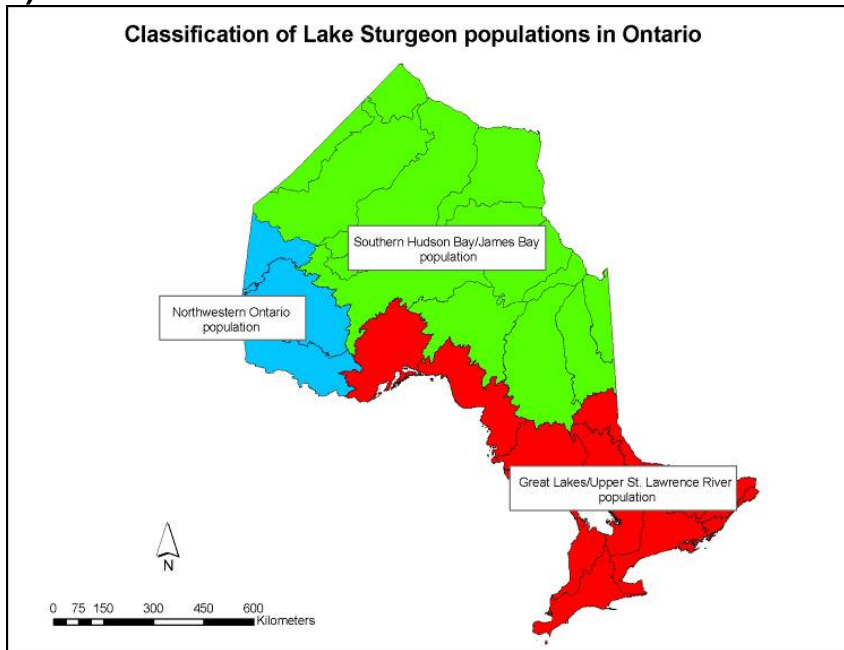 Classification of Lake Sturgeon populations in Ontario
Southern Hudson Bay/James Bay
population
Northwestern Ontario
population
Great Lakes/Upper St. Lawrence River
population
N
0 75 150 300 450 600
Kilometers